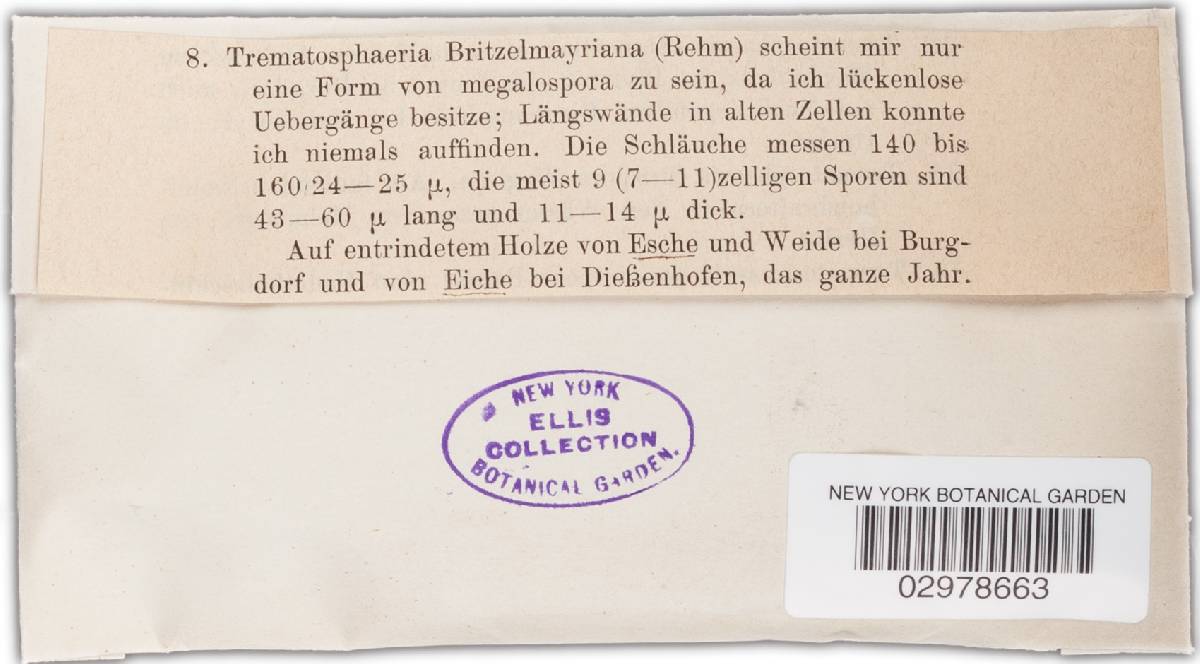 8. Trematosphaeria Britzelmayriana (Rehm) scheint mir nur
eine Form von megalospora zu sein, da ich lückenlose
Uebergänge besitze; Längswände in alten Zellen konnte
ich niemals auffinden. Die Schläuche messen 140 bis
160/24—25 μ, die meist 9 (7—11)zelligen Sporen sind
43—60 μ lang und 11—14 μ dick.
Auf entrindetem Holze von Esche und Weide bei Burg-
dorf und von Eiche bei Dießenhofen, das ganze Jahr.
NEW YORK
ELLIS
COLLECTION
BOTANICAL GARDEN.
NEW YORK BOTANICAL GARDEN
02978663